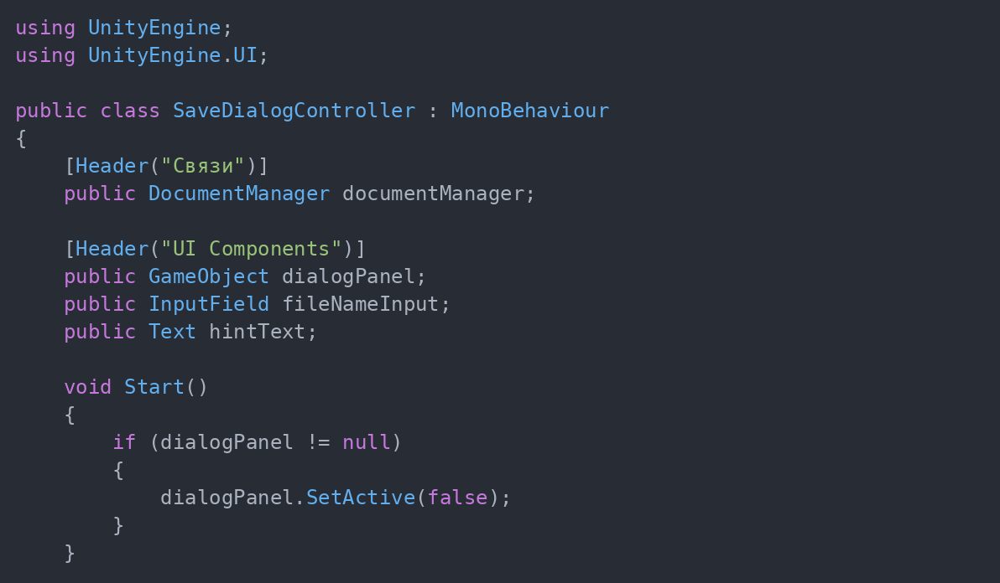 using UnityEngine;
using UnityEngine.UI;

public class SaveDialogController : MonoBehaviour
{
    [Header("Связи")]
    public DocumentManager documentManager;

    [Header("UI Components")]
    public GameObject dialogPanel;
    public InputField fileNameInput;
    public Text hintText;

    void Start()
    {
        if (dialogPanel != null)
        {
            dialogPanel.SetActive(false);
        }
    }